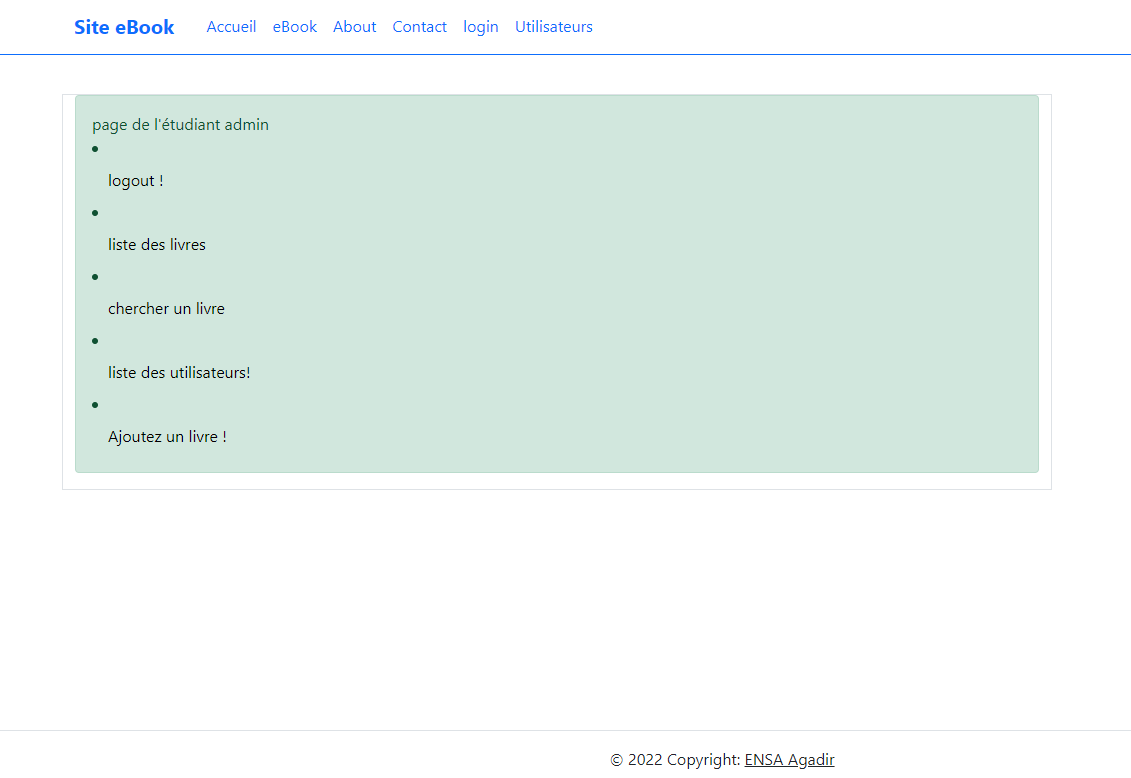 Site eBook Accueil eBook About Contact login Utilisateurs
page de l'étudiant admin
logout !
liste des livres
chercher un livre
liste des utilisateurs!
Ajoutez un livre !
© 2022 Copyright: ENSA Agadir